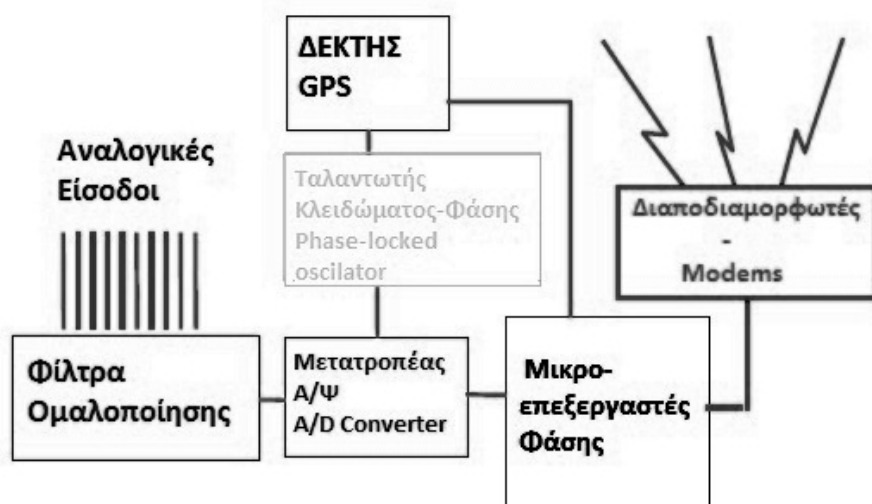 ΔΕΚΤΗΣ
GPS
Αναλογικές
Είσοδοι
Ταλαντωτής
Κλειδώματος-Φάσης
Phase-locked
oscilator
Διαποδιαμορφωτές
-
Modems
Φίλτρα
Ομαλοποίησης
Μετατροπέας
Α/Ψ
A/D Converter
Μικρο-
επεξεργαστές
Φάσης